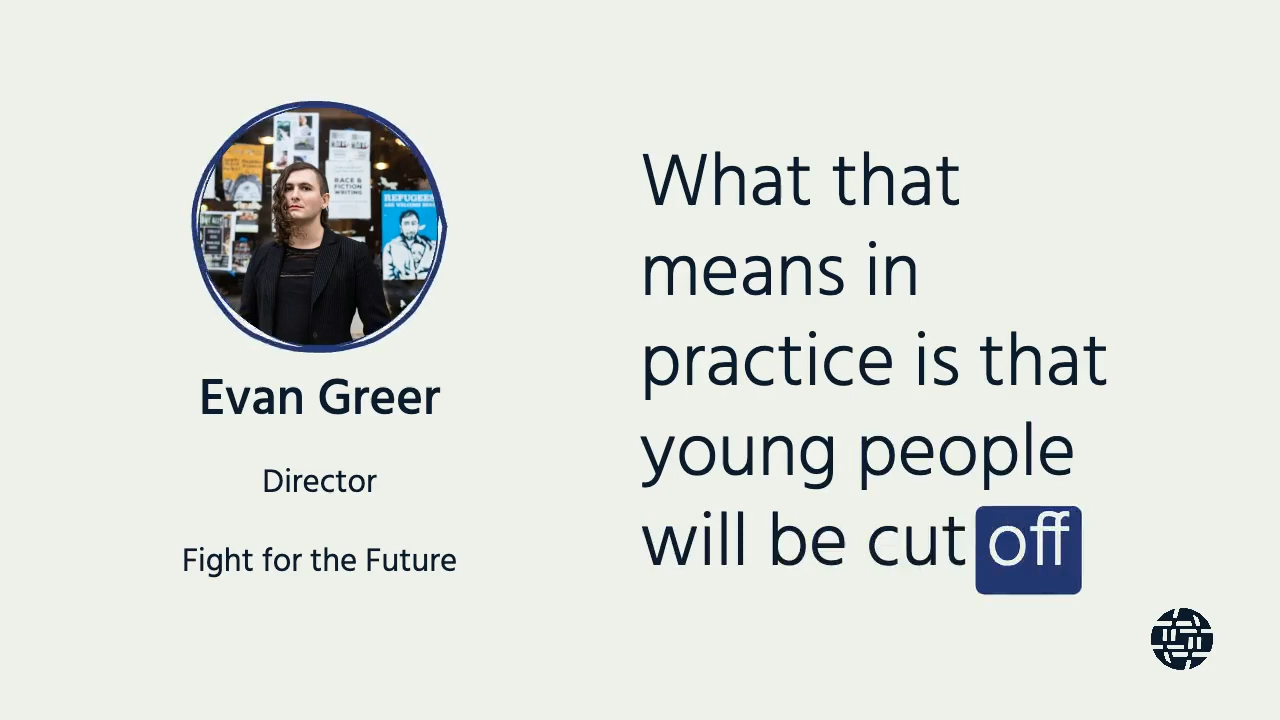 Evan Greer
Director
Fight for the Future
What that
means in
practice is that
young people
will be cut off
RACE &
FICTION
WRITING
REFUGEES